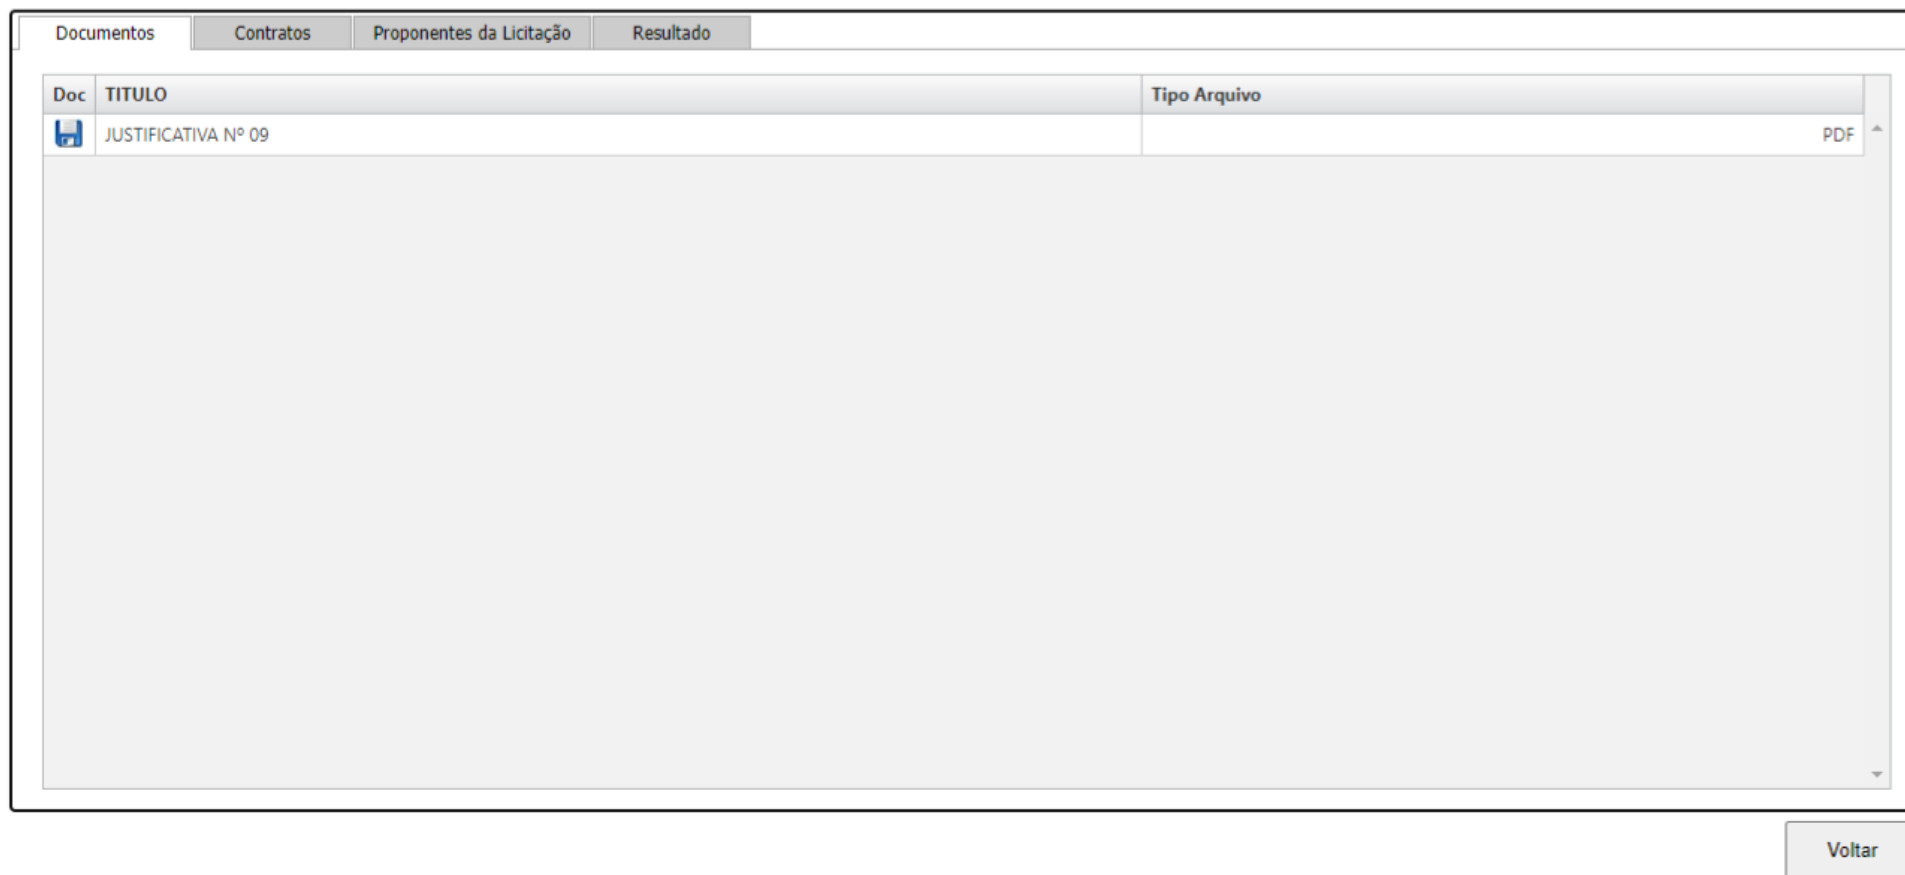 Documentos Contratos Proponentes da Licitação Resultado
Doc TITULO Tipo Arquivo
JUSTIFICATIVA Nº 09 PDF
Voltar